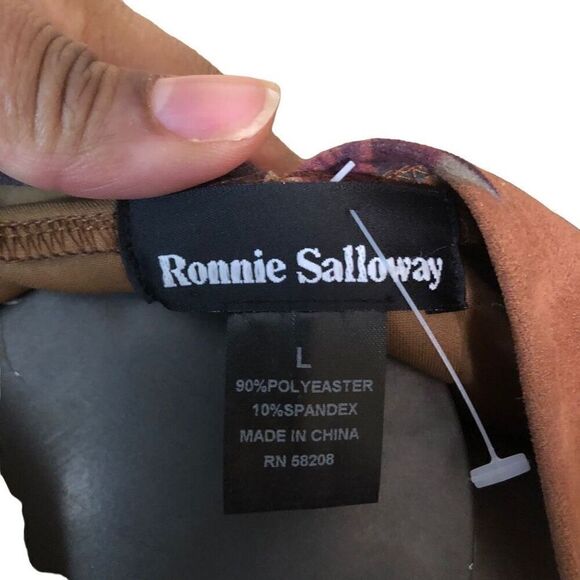 Ronnie Salloway
L
90%POLYEASTER
10%SPANDEX
MADE IN CHINA
RN 58208